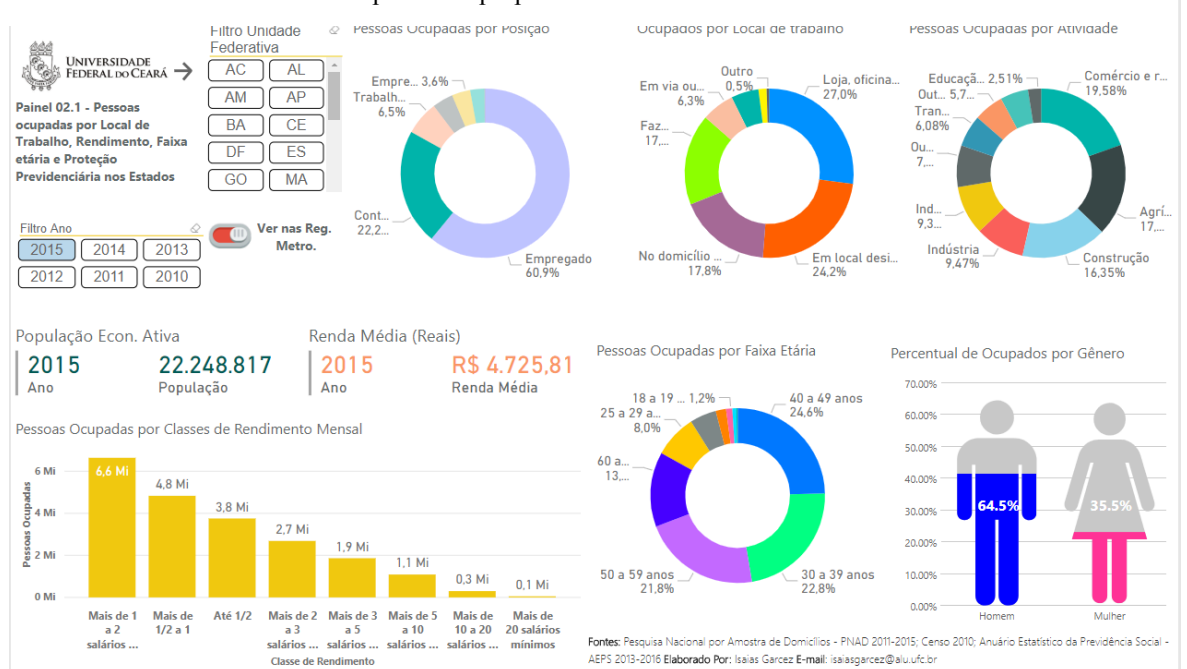 Filtro Unidade
Federativa
UNIVERSIDADE
FEDERAL DO CEARÁ
Painel 02.1 - Pessoas
ocupadas por Local de
Trabalho, Rendimento, Faixa
etária e Proteção
Previdenciária nos Estados
AC AL
AM AP
BA CE
DF ES
GO MA
Filtro Ano
2015 2014 2013
2012 2011 2010
Ver nas Reg.
Metro.
Pessoas Ocupadas por Posição
Empre... 3,6%
Trabalh...
6,5%
Cont...
22,2...
Empregado
60,9%
Ocupados por Local de trabalho
Outro
0,5%
Em via ou...
6,3%
Faz...
17,...
No domicílio ...
17,8%
Loja, oficina...
27,0%
Em local desi...
24,2%
Pessoas Ocupadas por Atividade
Educaçã... 2,51%
Out... 5,7...
Tran...
6,08%
Ou...
7,...
Ind...
9,3...
Indústria
9,47%
Comércio e r...
19,58%
Agrí...
17,...
Construção
16,35%
População Econ. Ativa
2015 22.248.817
Ano População
Renda Média (Reais)
2015 R$ 4.725,81
Ano Renda Média
Pessoas Ocupadas por Classes de Rendimento Mensal
Pessoas Ocupadas
6 Mi
4 Mi
2 Mi
0 Mi
6,6 Mi
4,8 Mi
3,8 Mi
2,7 Mi
1,9 Mi
1,1 Mi
0,3 Mi
0,1 Mi
Mais de 1
a 2
salários ...
Mais de
1/2 a 1
Até 1/2
Mais de 2
a 3
salários ...
Mais de 3
a 5
salários ...
Mais de 5
a 10
salários ...
Mais de
10 a 20
salários ...
Mais de
20 salários
mínimos
Classe de Rendimento
Pessoas Ocupadas por Faixa Etária
18 a 19 ... 1,2%
25 a 29 a...
8,0%
60 a...
13,...
50 a 59 anos
21,8%
40 a 49 anos
24,6%
30 a 39 anos
22,8%
Percentual de Ocupados por Gênero
70.00%
60.00%
50.00%
40.00%
30.00%
20.00%
10.00%
0.00%
64.5%
35.5%
Homem
Mulher
Fontes: Pesquisa Nacional por Amostra de Domicílios - PNAD 2011-2015; Censo 2010; Anuário Estatístico da Previdência Social -
AEPS 2013-2016 Elaborado Por: Isaias Garcez E-mail: isaiasgarcez@alu.ufc.br